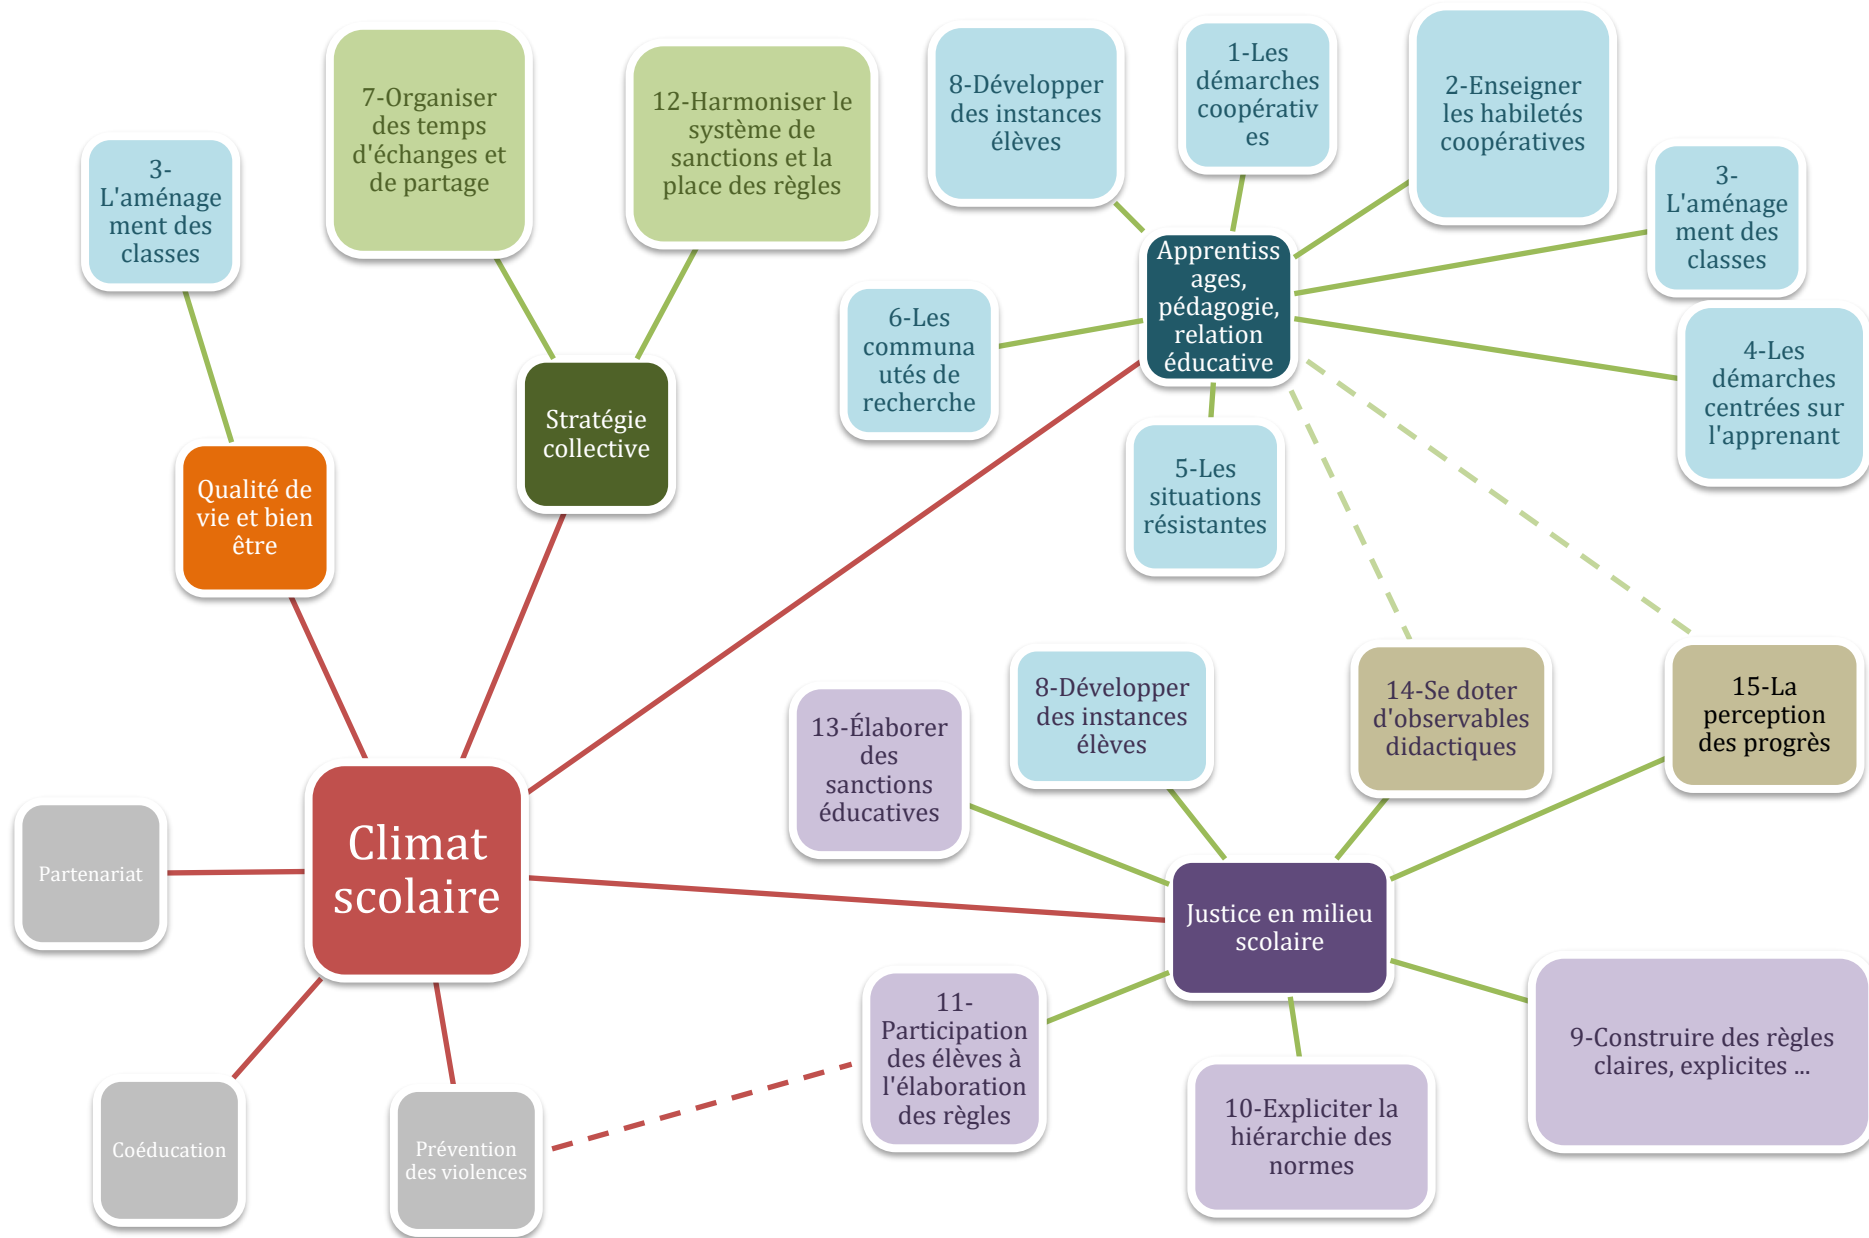 7-Organiser
des temps
d'échanges et
de partage
12-Harmoniser le
système de
sanctions et la
place des règles
8-Développer
des instances
élèves
1-Les
démarches
coopérativ
es
2-Enseigner
les habiletés
coopératives
3-
L'aménage
ment des
classes
3-
L'aménage
ment des
classes
Apprentiss
ages,
pédagogie,
relation
éducative
6-Les
communa
utés de
recherche
4-Les
démarches
centrées sur
l'apprenant
Stratégie
collective
5-Les
situations
résistantes
Qualité de
vie et bien
être
13-Élaborer
des
sanctions
éducatives
8-Développer
des instances
élèves
14-Se doter
d'observables
didactiques
15-La
perception
des progrès
Climat
scolaire
Partenariat
Justice en milieu
scolaire
11-
Participation
des élèves à
l'élaboration
des règles
9-Construire des règles
claires, explicites ...
10-Expliciter la
hiérarchie des
normes
Coéducation
Prévention
des violences